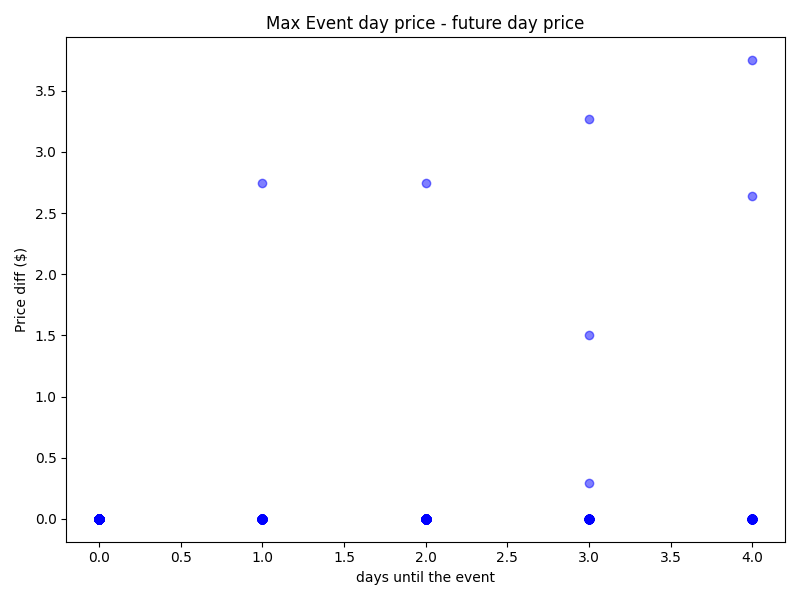 Max Event day price - future day price
Price diff ($)
3.5
3.0
2.5
2.0
1.5
1.0
0.5
0.0
0.0 0.5 1.0 1.5 2.0 2.5 3.0 3.5 4.0
days until the event